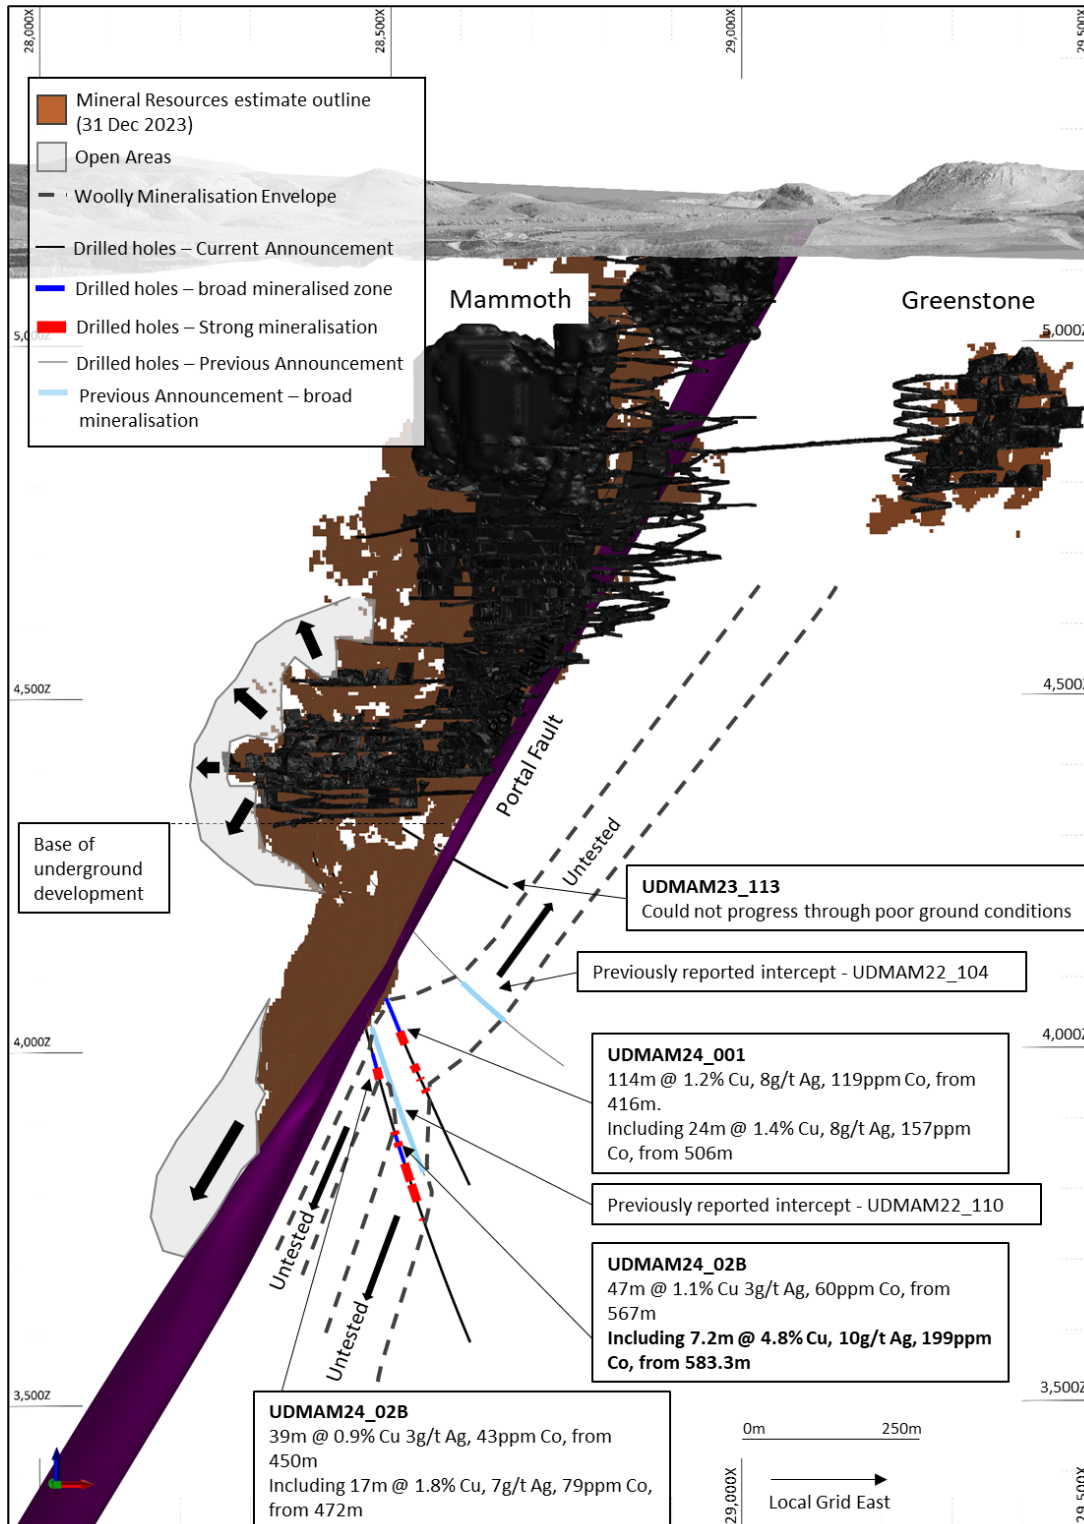 28,000X
28,500X
29,000X
29,500X
Mineral Resources estimate outline
(31 Dec 2023)
Open Areas
Woolly Mineralisation Envelope
Drilled holes – Current Announcement
Drilled holes – broad mineralised zone
Drilled holes – Strong mineralisation
Drilled holes – Previous Announcement
Previous Announcement – broad
mineralisation
Mammoth
Greenstone
5,000Z
5,000Z
4,500Z
4,500Z
Portal Fault
Portal Fault
Base of
underground
development
Untested
UDMAM23_113
Could not progress through poor ground conditions
Previously reported intercept - UDMAM22_104
4,000Z
4,000Z
UDMAM24_001
114m @ 1.2% Cu, 8g/t Ag, 119ppm Co, from
416m.
Including 24m @ 1.4% Cu, 8g/t Ag, 157ppm
Co, from 506m
Previously reported intercept - UDMAM22_110
Untested
Untested
UDMAM24_02B
47m @ 1.1% Cu 3g/t Ag, 60ppm Co, from
567m
Including 7.2m @ 4.8% Cu, 10g/t Ag, 199ppm
Co, from 583.3m
3,500Z
3,500Z
UDMAM24_02B
39m @ 0.9% Cu 3g/t Ag, 43ppm Co, from
450m
Including 17m @ 1.8% Cu, 7g/t Ag, 79ppm Co,
from 472m
0m 250m
Local Grid East
29,000X
29,500X